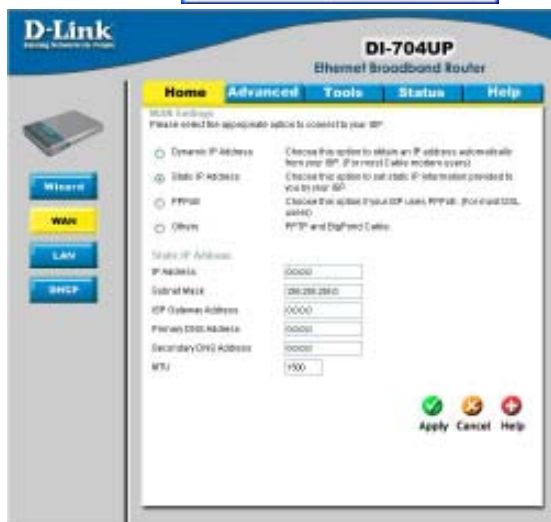 D-Link
Building Networks for People
DI-704UP
Ethernet Broadband Router
Home Advanced Tools Status Help
WAN Settings
Please select the appropriate option to connect to your ISP.
Dynamic IP Address Choose this option to obtain an IP address automatically
from your ISP. (For most Cable modem users)
Static IP Address Choose this option to set static IP information provided to
you by your ISP.
PPPoE Choose this option if your ISP uses PPPoE. (For most DSL
users)
Others PPTP and BigPond Cable
Wizard
WAN
LAN
DHCP
Static IP Address
IP Address 0.0.0.0
Subnet Mask 255.255.255.0
ISP Gateway Address 0.0.0.0
Primary DNS Address 0.0.0.0
Secondary DNS Address 0.0.0.0
MTU 1500
Apply Cancel Help